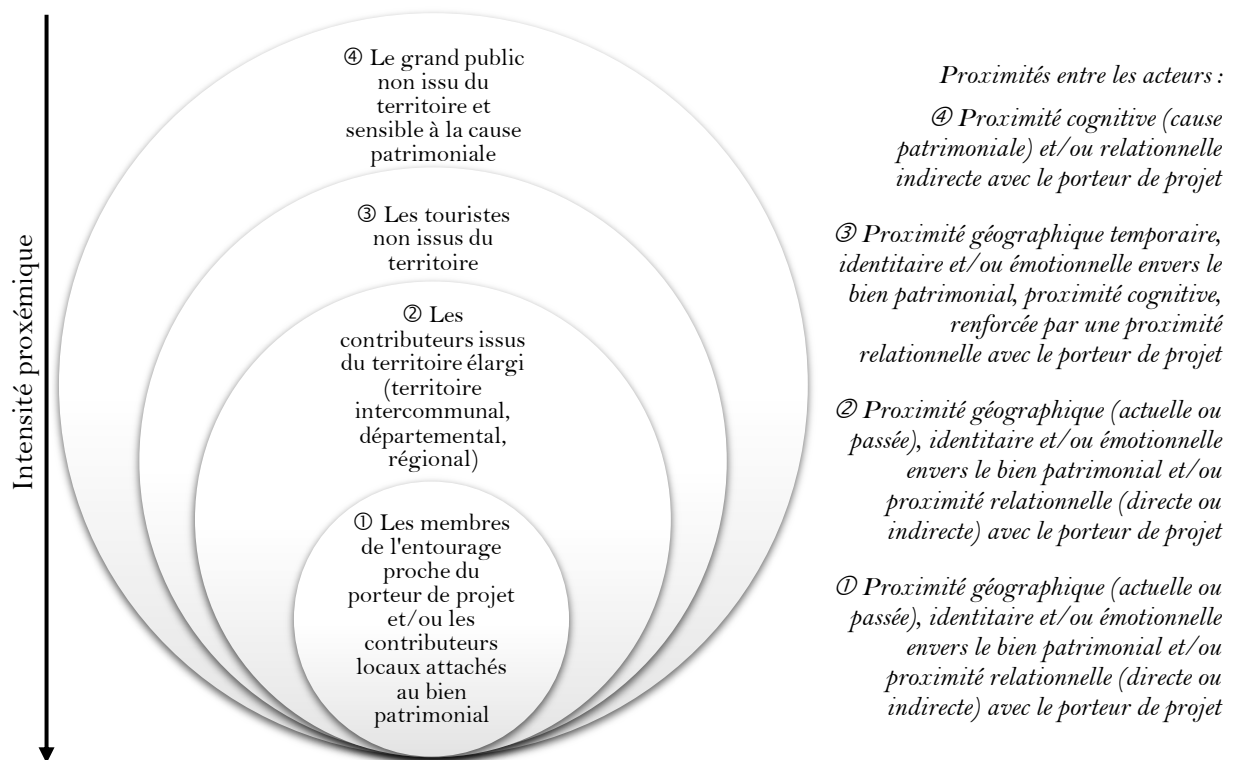 Intensité proxémique
④ Le grand public
non issu du
territoire et
sensible à la cause
patrimoniale
③ Les touristes
non issus du
territoire
② Les
contributeurs issus
du territoire élargi
(territoire
intercommunal,
départemental,
régional)
① Les membres
de l'entourage
proche du
porteur de projet
et/ou les
contributeurs
locaux attachés
au bien
patrimonial
Proximités entre les acteurs :
④ Proximité cognitive (cause
patrimoniale) et/ou relationnelle
indirecte avec le porteur de projet
③ Proximité géographique temporaire,
identitaire et/ou émotionnelle envers le
bien patrimonial, proximité cognitive,
renforcée par une proximité
relationnelle avec le porteur de projet
② Proximité géographique (actuelle ou
passée), identitaire et/ou émotionnelle
envers le bien patrimonial et/ou
proximité relationnelle (directe ou
indirecte) avec le porteur de projet
① Proximité géographique (actuelle ou
passée), identitaire et/ou émotionnelle
envers le bien patrimonial et/ou
proximité relationnelle (directe ou
indirecte) avec le porteur de projet